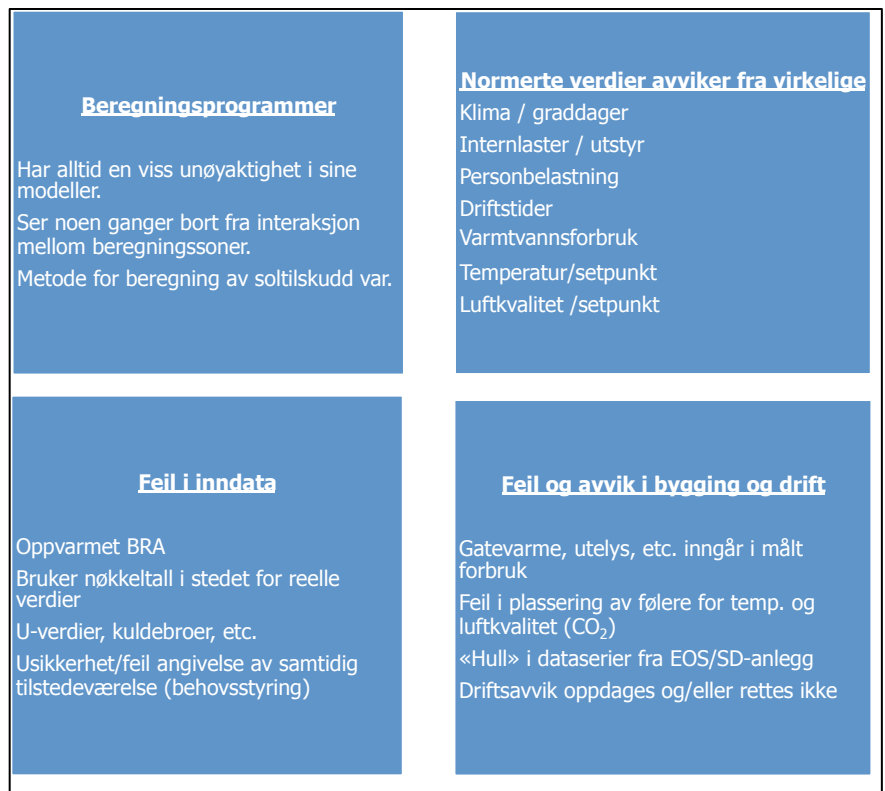 Beregningsprogrammer
Har alltid en viss unøyaktighet i sine
modeller.
Ser noen ganger bort fra interaksjon
mellom beregningssoner.
Metode for beregning av soltilskudd var.
Normerte verdier avviker fra virkelige
Klima / graddager
Internlaster / utstyr
Personbelastning
Driftstider
Varmtvannsforbruk
Temperatur/setpunkt
Luftkvalitet /setpunkt
Feil i inndata
Oppvarmet BRA
Bruker nøkkeltall i stedet for reelle
verdier
U-verdier, kuldebroer, etc.
Usikkerhet/feil angivelse av samtidig
tilstedeværelse (behovsstyring)
Feil og avvik i bygging og drift
Gatevarme, utelys, etc. inngår i målt
forbruk
Feil i plassering av følere for temp. og
luftkvalitet (CO₂)
«Hull» i dataserier fra EOS/SD-anlegg
Driftsavvik oppdages og/eller rettes ikke